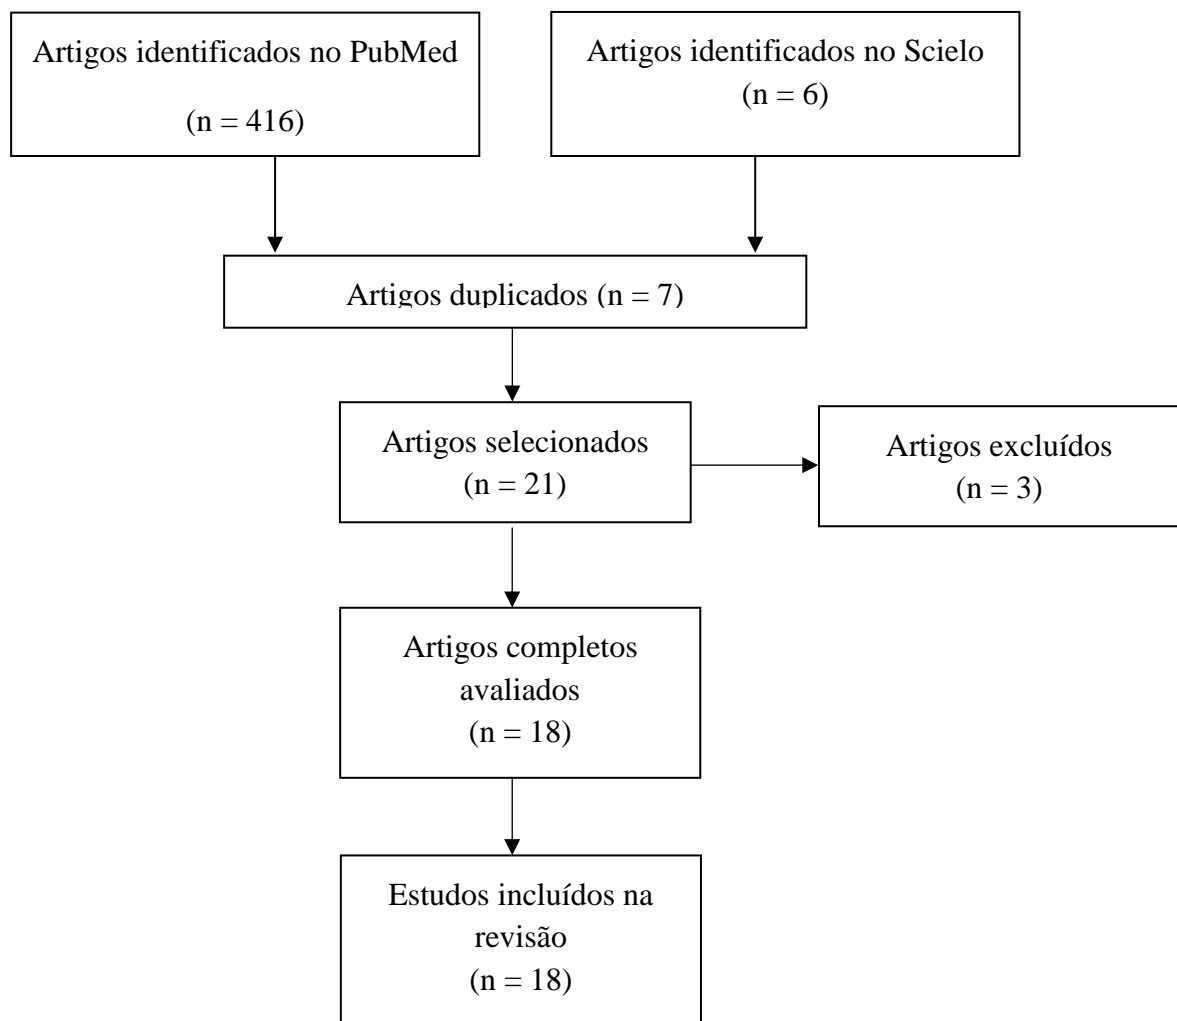 Artigos identificados no PubMed
(n = 416)
Artigos identificados no Scielo
(n = 6)
Artigos duplicados (n = 7)
Artigos selecionados
(n = 21)
Artigos excluídos
(n = 3)
Artigos completos
avaliados
(n = 18)
Estudos incluídos na
revisão
(n = 18)